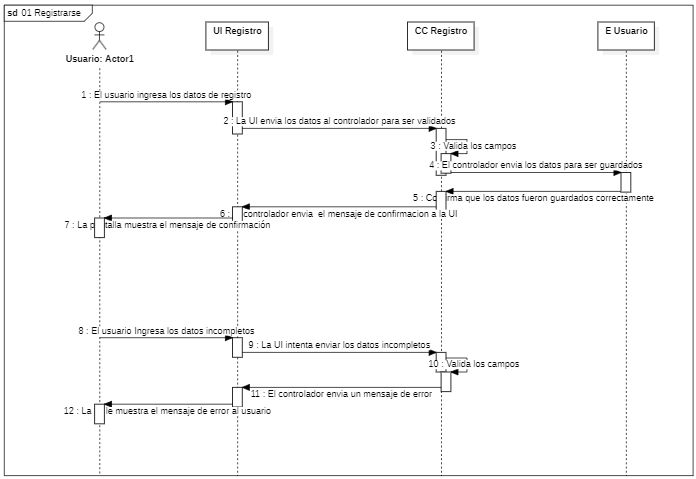 sd 01 Registrarse
UI Registro
CC Registro
E Usuario
Usuario: Actor1
1 : El usuario ingresa los datos de registro
2 : La UI envia los datos al controlador para ser validados
3 : Valida los campos
4 : El controlador envia los datos para ser guardados
5 : Co rma que los datos fueron guardados correctamente
6 : controlador envia el mensaje de confirmacion a la UI
7 : La p talla muestra el mensaje de confirmación
8 : El usuario Ingresa los datos incompletos
9 : La UI intenta enviar los datos incompletos
10 : Valida los campos
11 : El controlador envia un mensaje de error
12 : La le muestra el mensaje de error al usuario